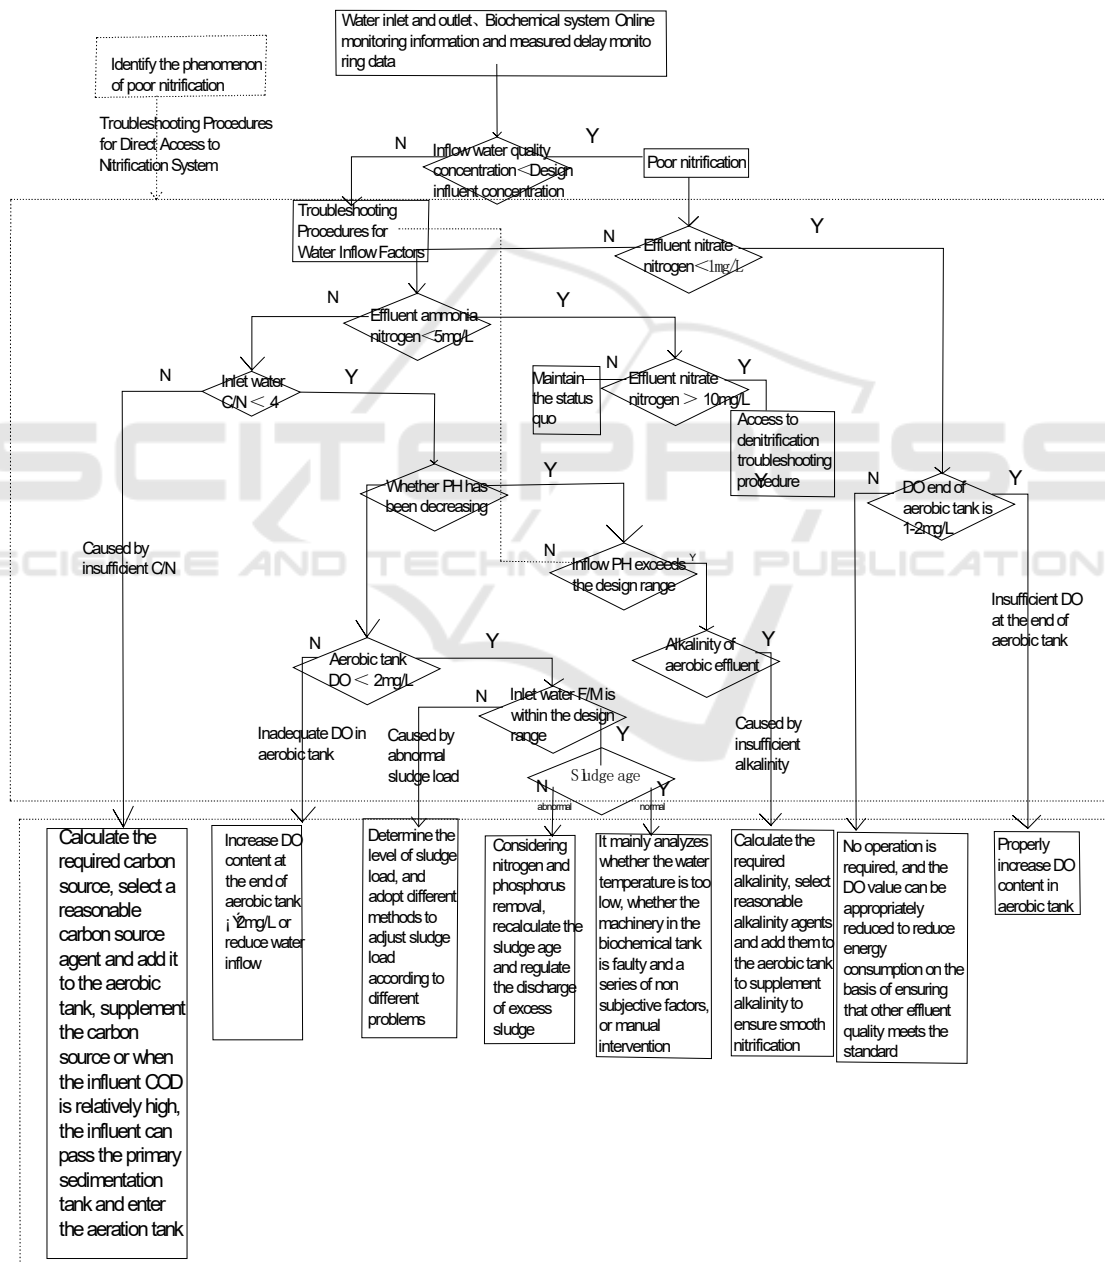 Water inlet and outlet、Biochemical system Online
monitoring information and measured delay monito
ring data
Identify the phenomenon
of poor nitrification
Troubleshooting Procedures
for Direct Access to
Nitrification System
N
Inflow water quality
concentration＜Design
influent concentration
Y
Poor nitrification
Troubleshooting
Procedures for
Water Inflow Factors
N
Effluent nitrate
nitrogen＜1mg/L
Y
N
Effluent ammonia
nitrogen＜5mg/L
Y
N
Inlet water
C/N ＜ 4
Y
Maintain
the status
quo
N
Effluent nitrate
nitrogen ＞ 10mg/L
Y
Access to
denitrification
troubleshooting
procedure
Y
Whether PH has
been decreasing
Y
N
DO end of
aerobic tank is
1-2mg/L
Y
Caused by
insufficient C/N
N
Inflow PH exceeds
the design range
Y
Insufficient DO
at the end of
aerobic tank
N
Aerobic tank
DO ＜ 2mg/L
Y
Alkalinity of
aerobic effluent
Y
N
Inlet water F/M is
within the design
range
Y
Inadequate DO in
aerobic tank
Caused by
abnormal
sludge load
Caused by
insufficient
alkalinity
Sludge age
N
abnormal
Y
normal
Calculate the
required carbon
source, select a
reasonable
carbon source
agent and add it
to the aerobic
tank, supplement
the carbon
source or when
the influent COD
is relatively high,
the influent can
pass the primary
sedimentation
tank and enter
the aeration tank
Increase DO
content at
the end of
aerobic tank
¡Ý2mg/L or
reduce water
inflow
Determine the
level of sludge
load, and
adopt different
methods to
adjust sludge
load
according to
different
problems
Considering
nitrogen and
phosphorus
removal,
recalculate the
sludge age
and regulate
the discharge
of excess
sludge
It mainly analyzes
whether the water
temperature is too
low, whether the
machinery in the
biochemical tank
is faulty and a
series of non
subjective factors,
or manual
intervention
Calculate the
required
alkalinity, select
reasonable
alkalinity agents
and add them to
the aerobic tank
to supplement
alkalinity to
ensure smooth
nitrification
No operation is
required, and the
DO value can be
appropriately
reduced to reduce
energy
consumption on the
basis of ensuring
that other effluent
quality meets the
standard
Properly
increase DO
content in
aerobic tank
SCITEPRESS
SCIENCE AND TECHNOLOGY PUBLICATIONS